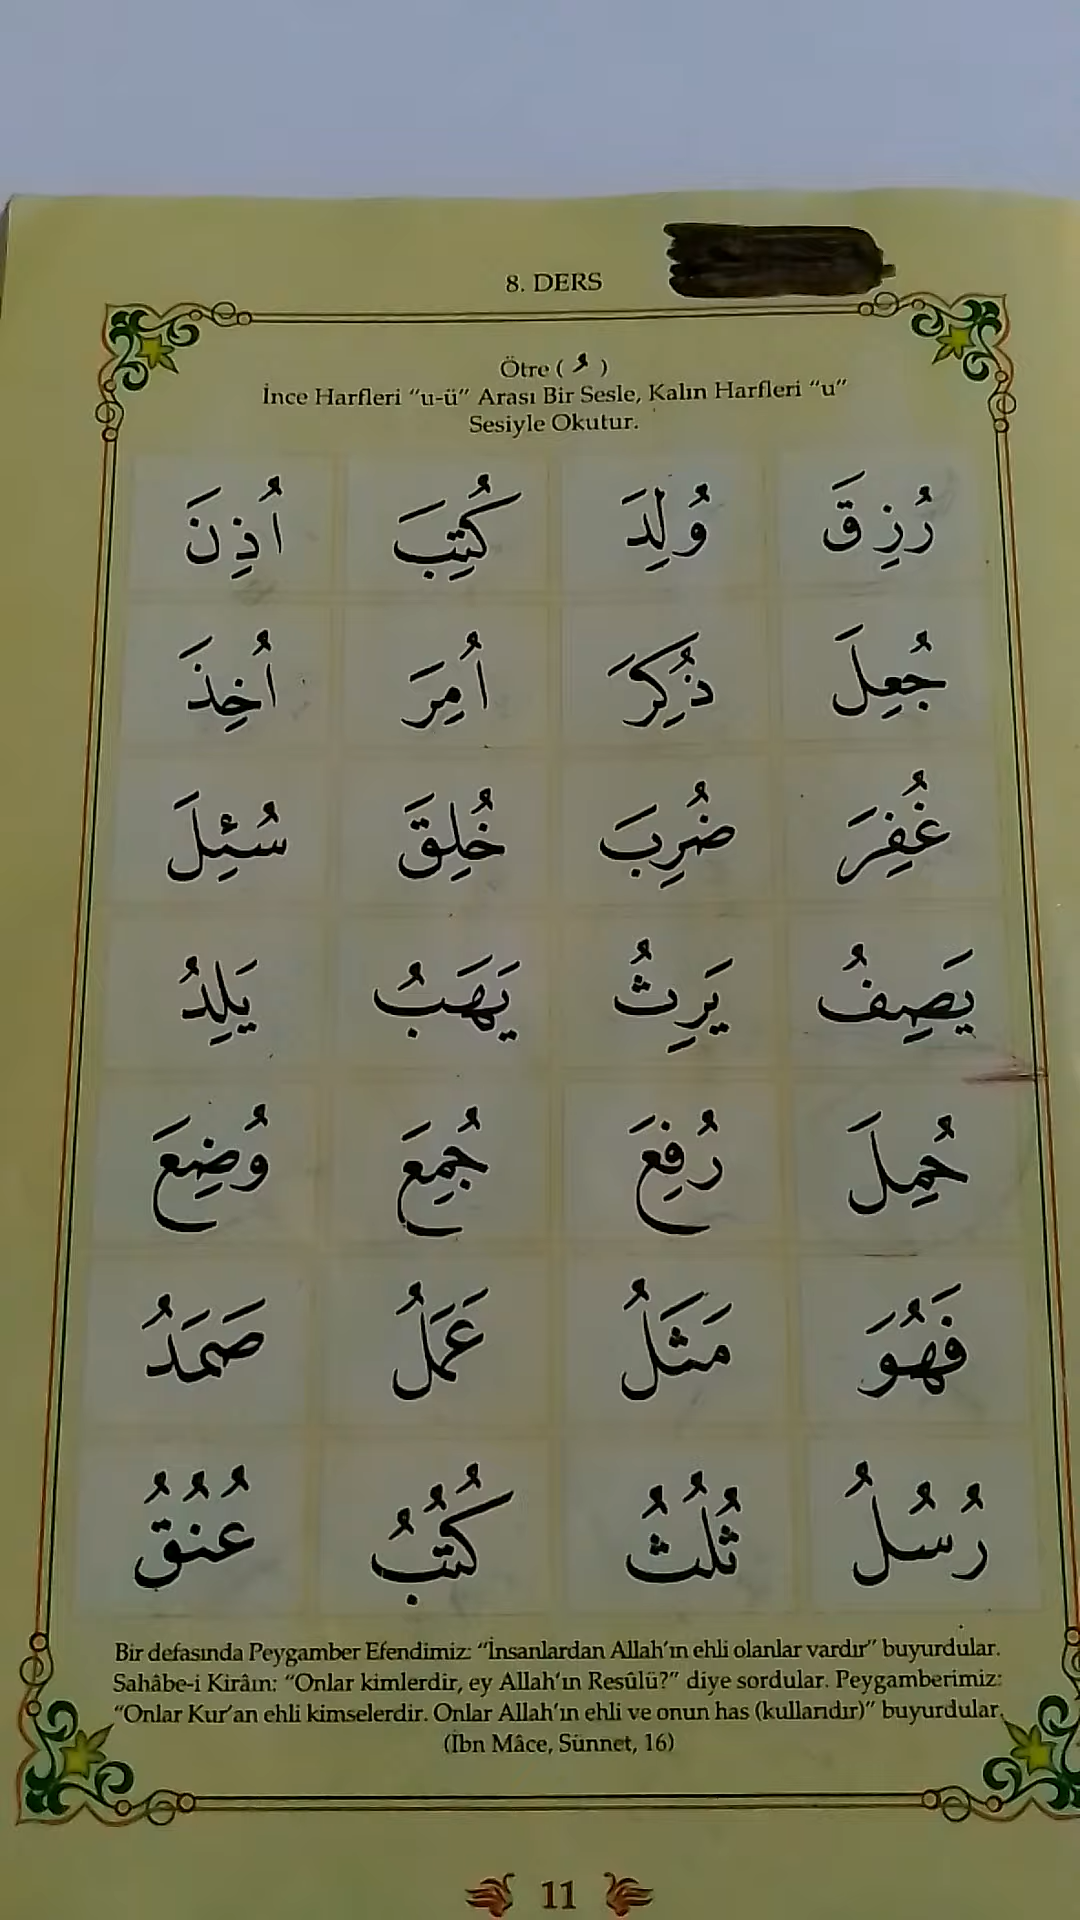 8. DERS
Ötre ( ُ )
İnce Harfleri "u-ü" Arası Bir Sesle, Kalın Harfleri "u"
Sesiyle Okutur.
رُزِقَ وُلِدَ كُتِبَ اُذِنَ
جُعِلَ ذُكِرَ اُمِرَ اُخِذَ
غُفِرَ ضُرِبَ خُلِقَ سُئِلَ
يَصِفُ يَرِثُ يَهَبُ يَلِدُ
حُمِلَ رُفِعَ جُمِعَ وُضِعَ
فَهُوَ مَثَلُ عَمَلُ صَمَدُ
رُسُلُ ثُلُثُ كُتُبُ عُنُقُ
Bir defasında Peygamber Efendimiz: "İnsanlardan Allah'ın ehli olanlar vardır" buyurdular.
Sahâbe-i Kirâm: "Onlar kimlerdir, ey Allah'ın Resûlü?" diye sordular. Peygamberimiz:
"Onlar Kur'an ehli kimselerdir. Onlar Allah'ın ehli ve onun has (kullarıdır)" buyurdular.
(İbn Mâce, Sünnet, 16)
11